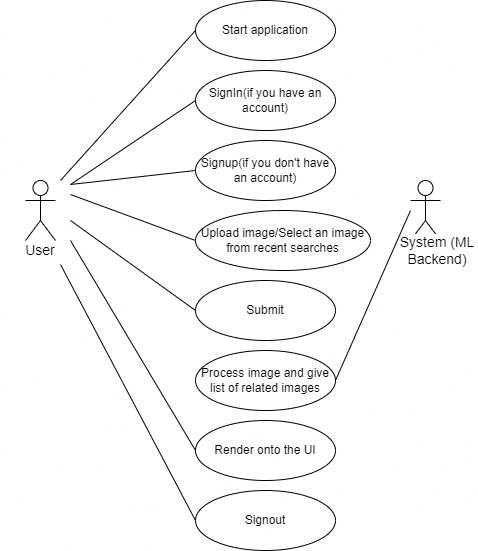 Start application
SignIn(if you have an
account)
Signup(if you don't have
an account)
User
Upload image/Select an image
from recent searches
System (ML
Backend)
Submit
Process image and give
list of related images
Render onto the UI
Signout